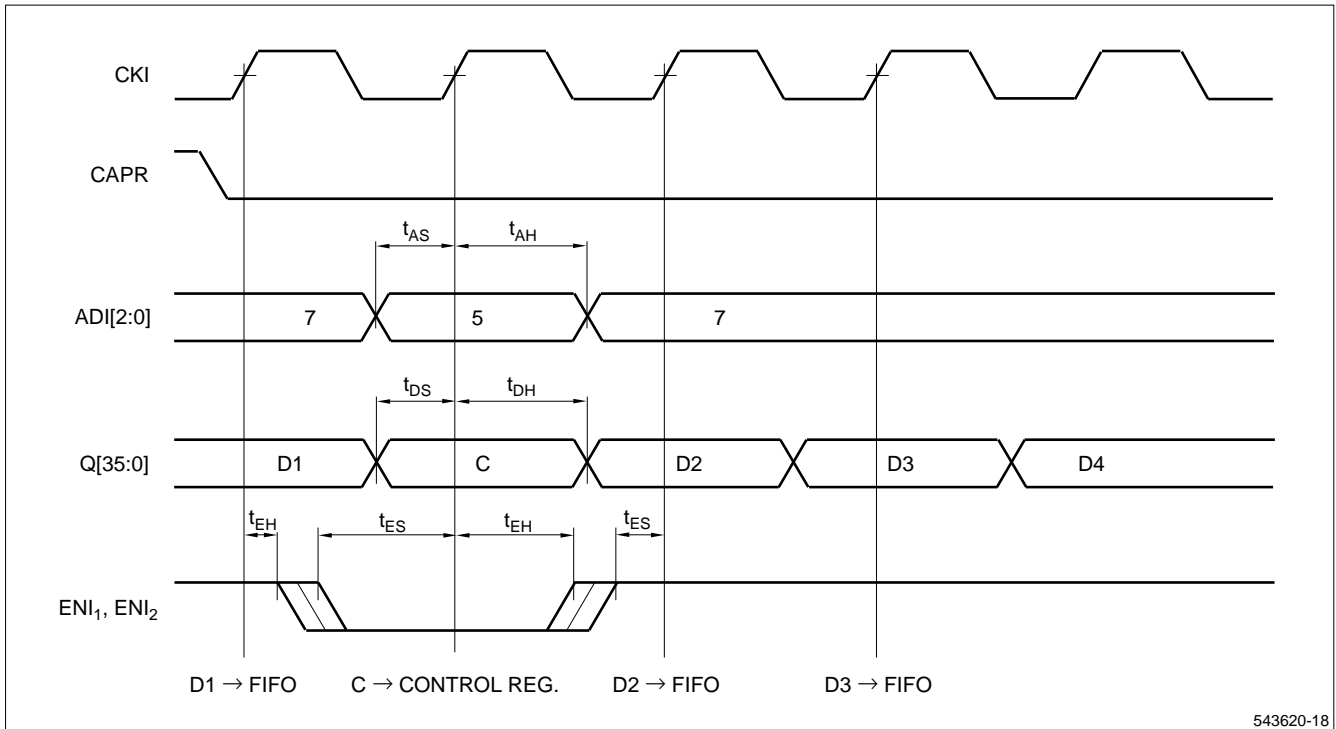 CKI
CAPR
tAS tAH
ADI[2:0] 7 5 7
tDS tDH
Q[35:0] D1 C D2 D3 D4
tEH tES tEH tES
ENI1, ENI2
D1 → FIFO C → CONTROL REG. D2 → FIFO D3 → FIFO
543620-18